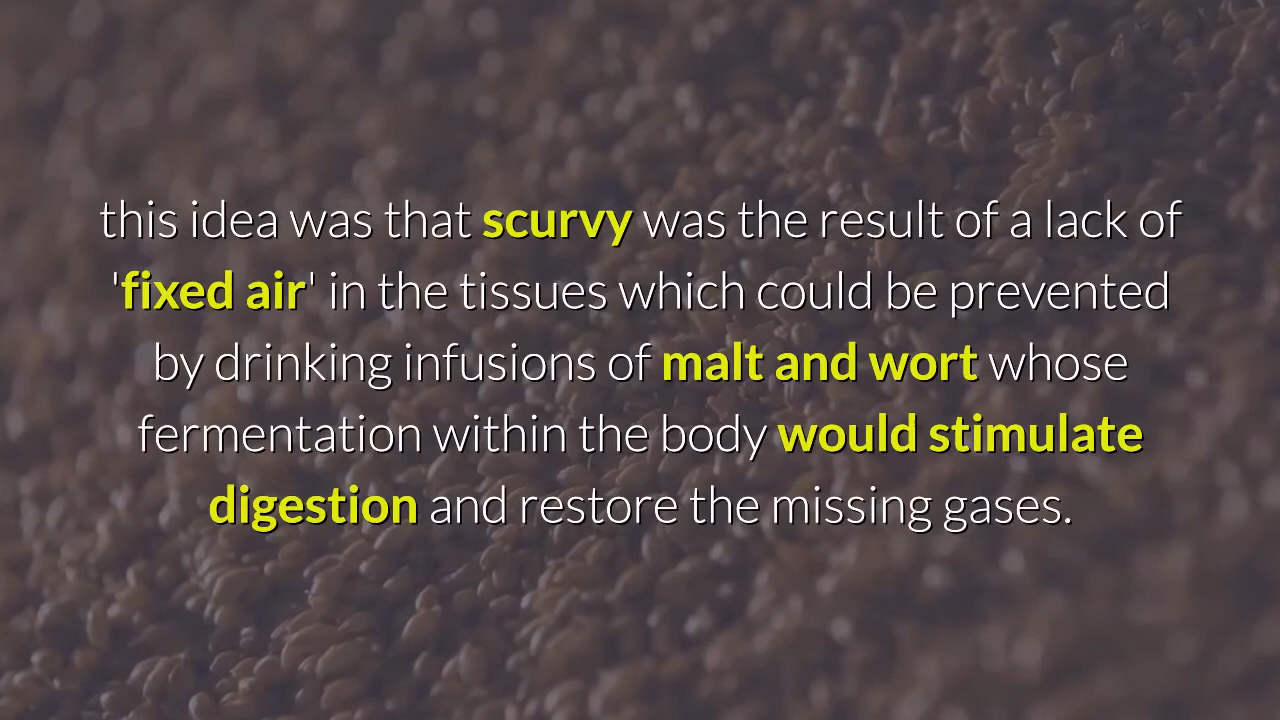 this idea was that scurvy was the result of a lack of
'fixed air' in the tissues which could be prevented
by drinking infusions of malt and wort whose
fermentation within the body would stimulate
digestion and restore the missing gases.